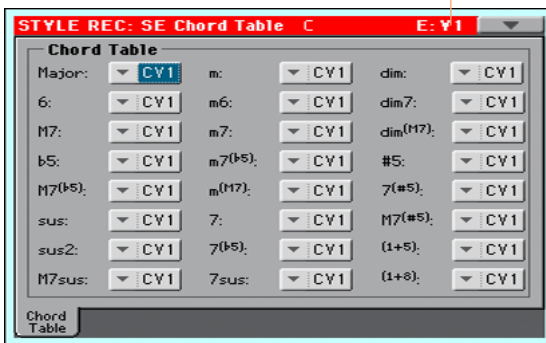 STYLE REC: SE Chord Table C E: V1
Chord Table
Major: CV1 m: CV1 dim: CV1
6: CV1 m6: CV1 dim7: CV1
M7: CV1 m7: CV1 dim(M7): CV1
b5: CV1 m7(b5): CV1 #5: CV1
M7(b5): CV1 m(M7): CV1 7(#5): CV1
sus: CV1 7: CV1 M7(#5): CV1
sus2: CV1 7(b5): CV1 (1+5): CV1
M7sus: CV1 7sus: CV1 (1+8): CV1
Chord
Table